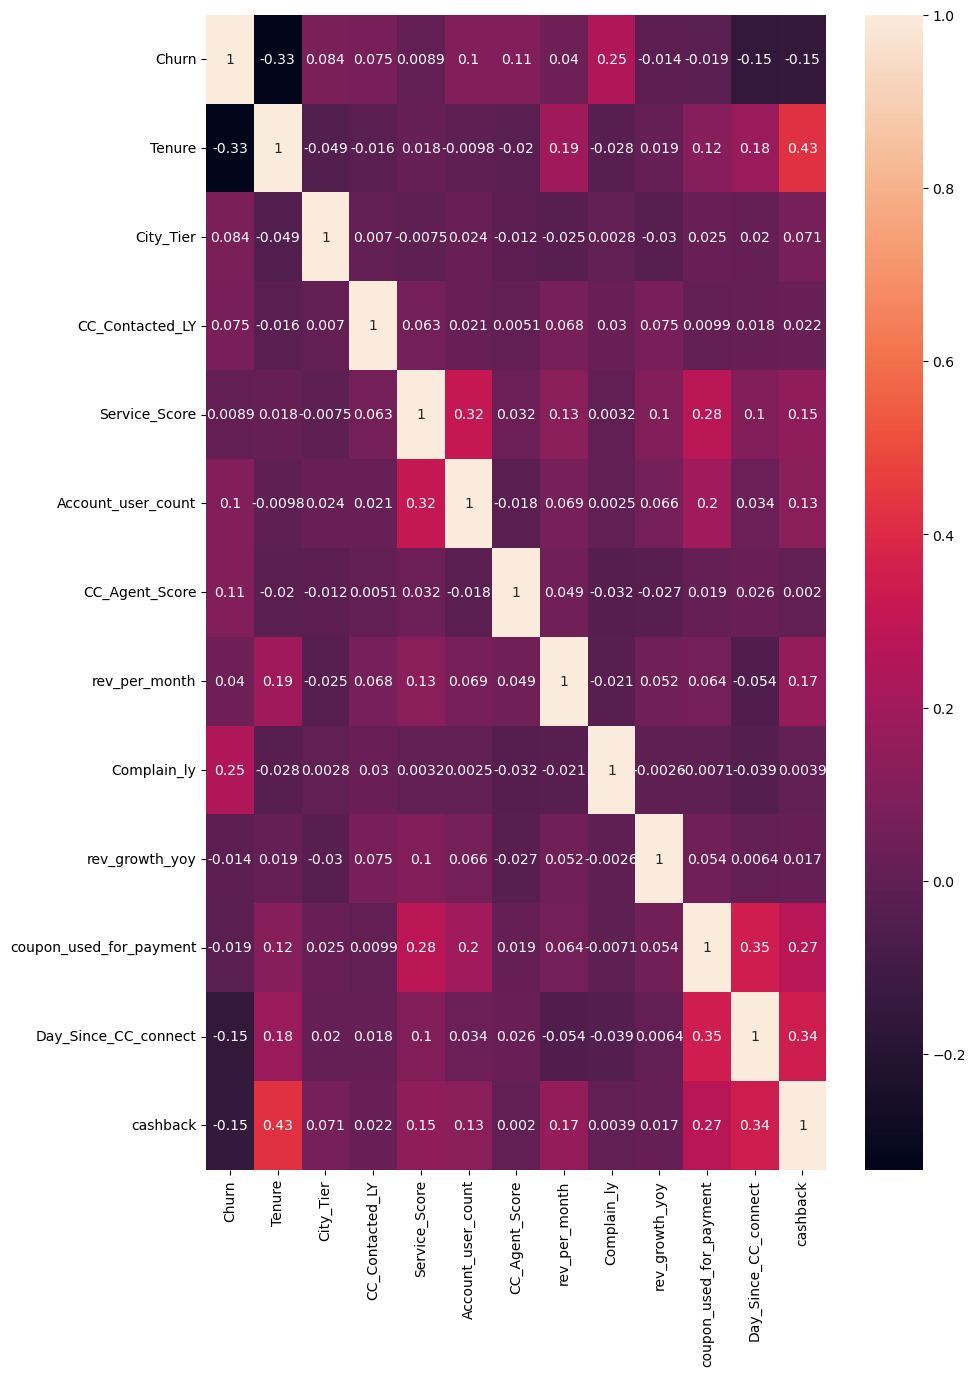 Churn 1 -0.33 0.084 0.075 0.0089 0.1 0.11 0.04 0.25 -0.014 -0.019 -0.15 -0.15
Tenure -0.33 1 -0.049 -0.016 0.018 -0.0098 -0.02 0.19 -0.028 0.019 0.12 0.18 0.43
City_Tier 0.084 -0.049 1 0.007 -0.0075 0.024 -0.012 -0.025 0.0028 -0.03 0.025 0.02 0.071
CC_Contacted_LY 0.075 -0.016 0.007 1 0.063 0.021 0.0051 0.068 0.03 0.075 0.0099 0.018 0.022
Service_Score 0.0089 0.018 -0.0075 0.063 1 0.32 0.032 0.13 0.0032 0.1 0.28 0.1 0.15
Account_user_count 0.1 -0.0098 0.024 0.021 0.32 1 -0.018 0.069 0.0025 0.066 0.2 0.034 0.13
CC_Agent_Score 0.11 -0.02 -0.012 0.0051 0.032 -0.018 1 0.049 -0.032 -0.027 0.019 0.026 0.002
rev_per_month 0.04 0.19 -0.025 0.068 0.13 0.069 0.049 1 -0.021 0.052 0.064 -0.054 0.17
Complain_ly 0.25 -0.028 0.0028 0.03 0.0032 0.0025 -0.032 -0.021 1 -0.0026 -0.0071 -0.039 0.0039
rev_growth_yoy -0.014 0.019 -0.03 0.075 0.1 0.066 -0.027 0.052 -0.0026 1 0.054 0.0064 0.017
coupon_used_for_payment -0.019 0.12 0.025 0.0099 0.28 0.2 0.019 0.064 -0.0071 0.054 1 0.35 0.27
Day_Since_CC_connect -0.15 0.18 0.02 0.018 0.1 0.034 0.026 -0.054 -0.039 0.0064 0.35 1 0.34
cashback -0.15 0.43 0.071 0.022 0.15 0.13 0.002 0.17 0.0039 0.017 0.27 0.34 1
Churn
Tenure
City_Tier
CC_Contacted_LY
Service_Score
Account_user_count
CC_Agent_Score
rev_per_month
Complain_ly
rev_growth_yoy
coupon_used_for_payment
Day_Since_CC_connect
cashback
1.0
0.8
0.6
0.4
0.2
0.0
−0.2